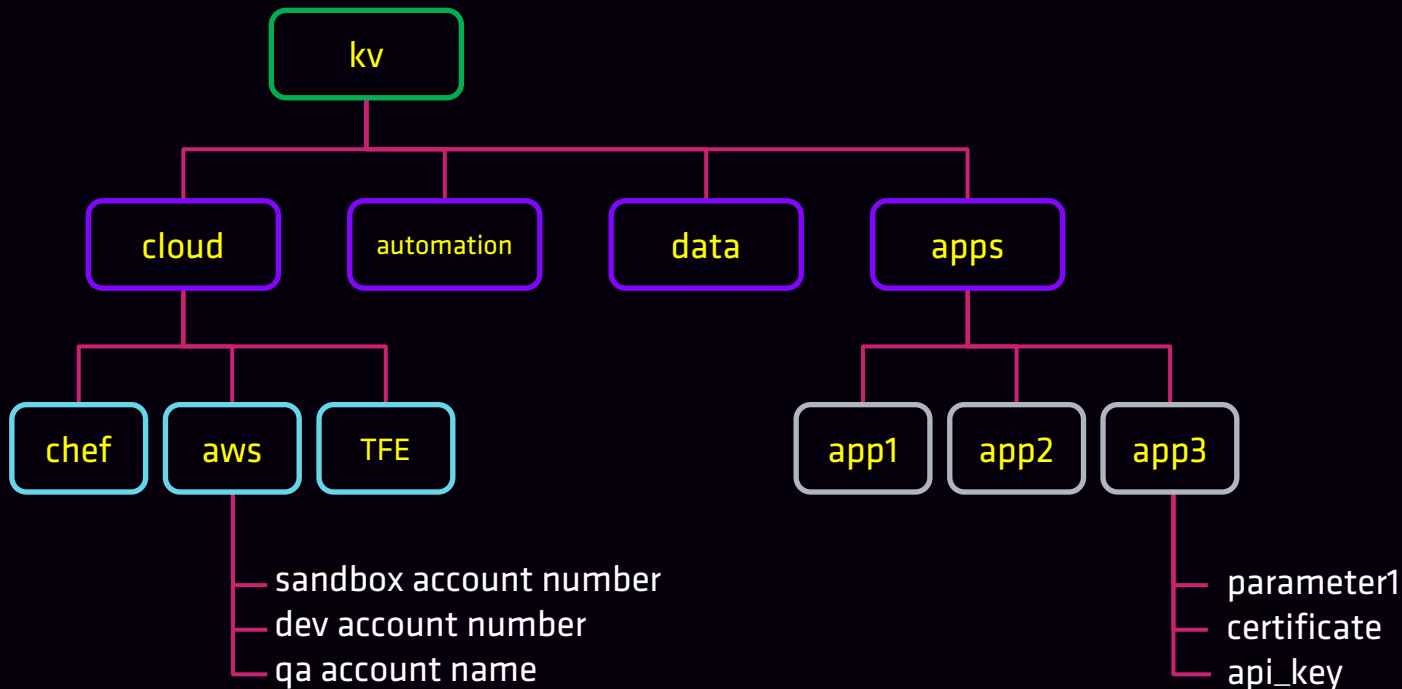 kv
cloud
automation
data
apps
chef
aws
TFE
app1
app2
app3
sandbox account number
dev account number
qa account name
parameter1
certificate
api_key